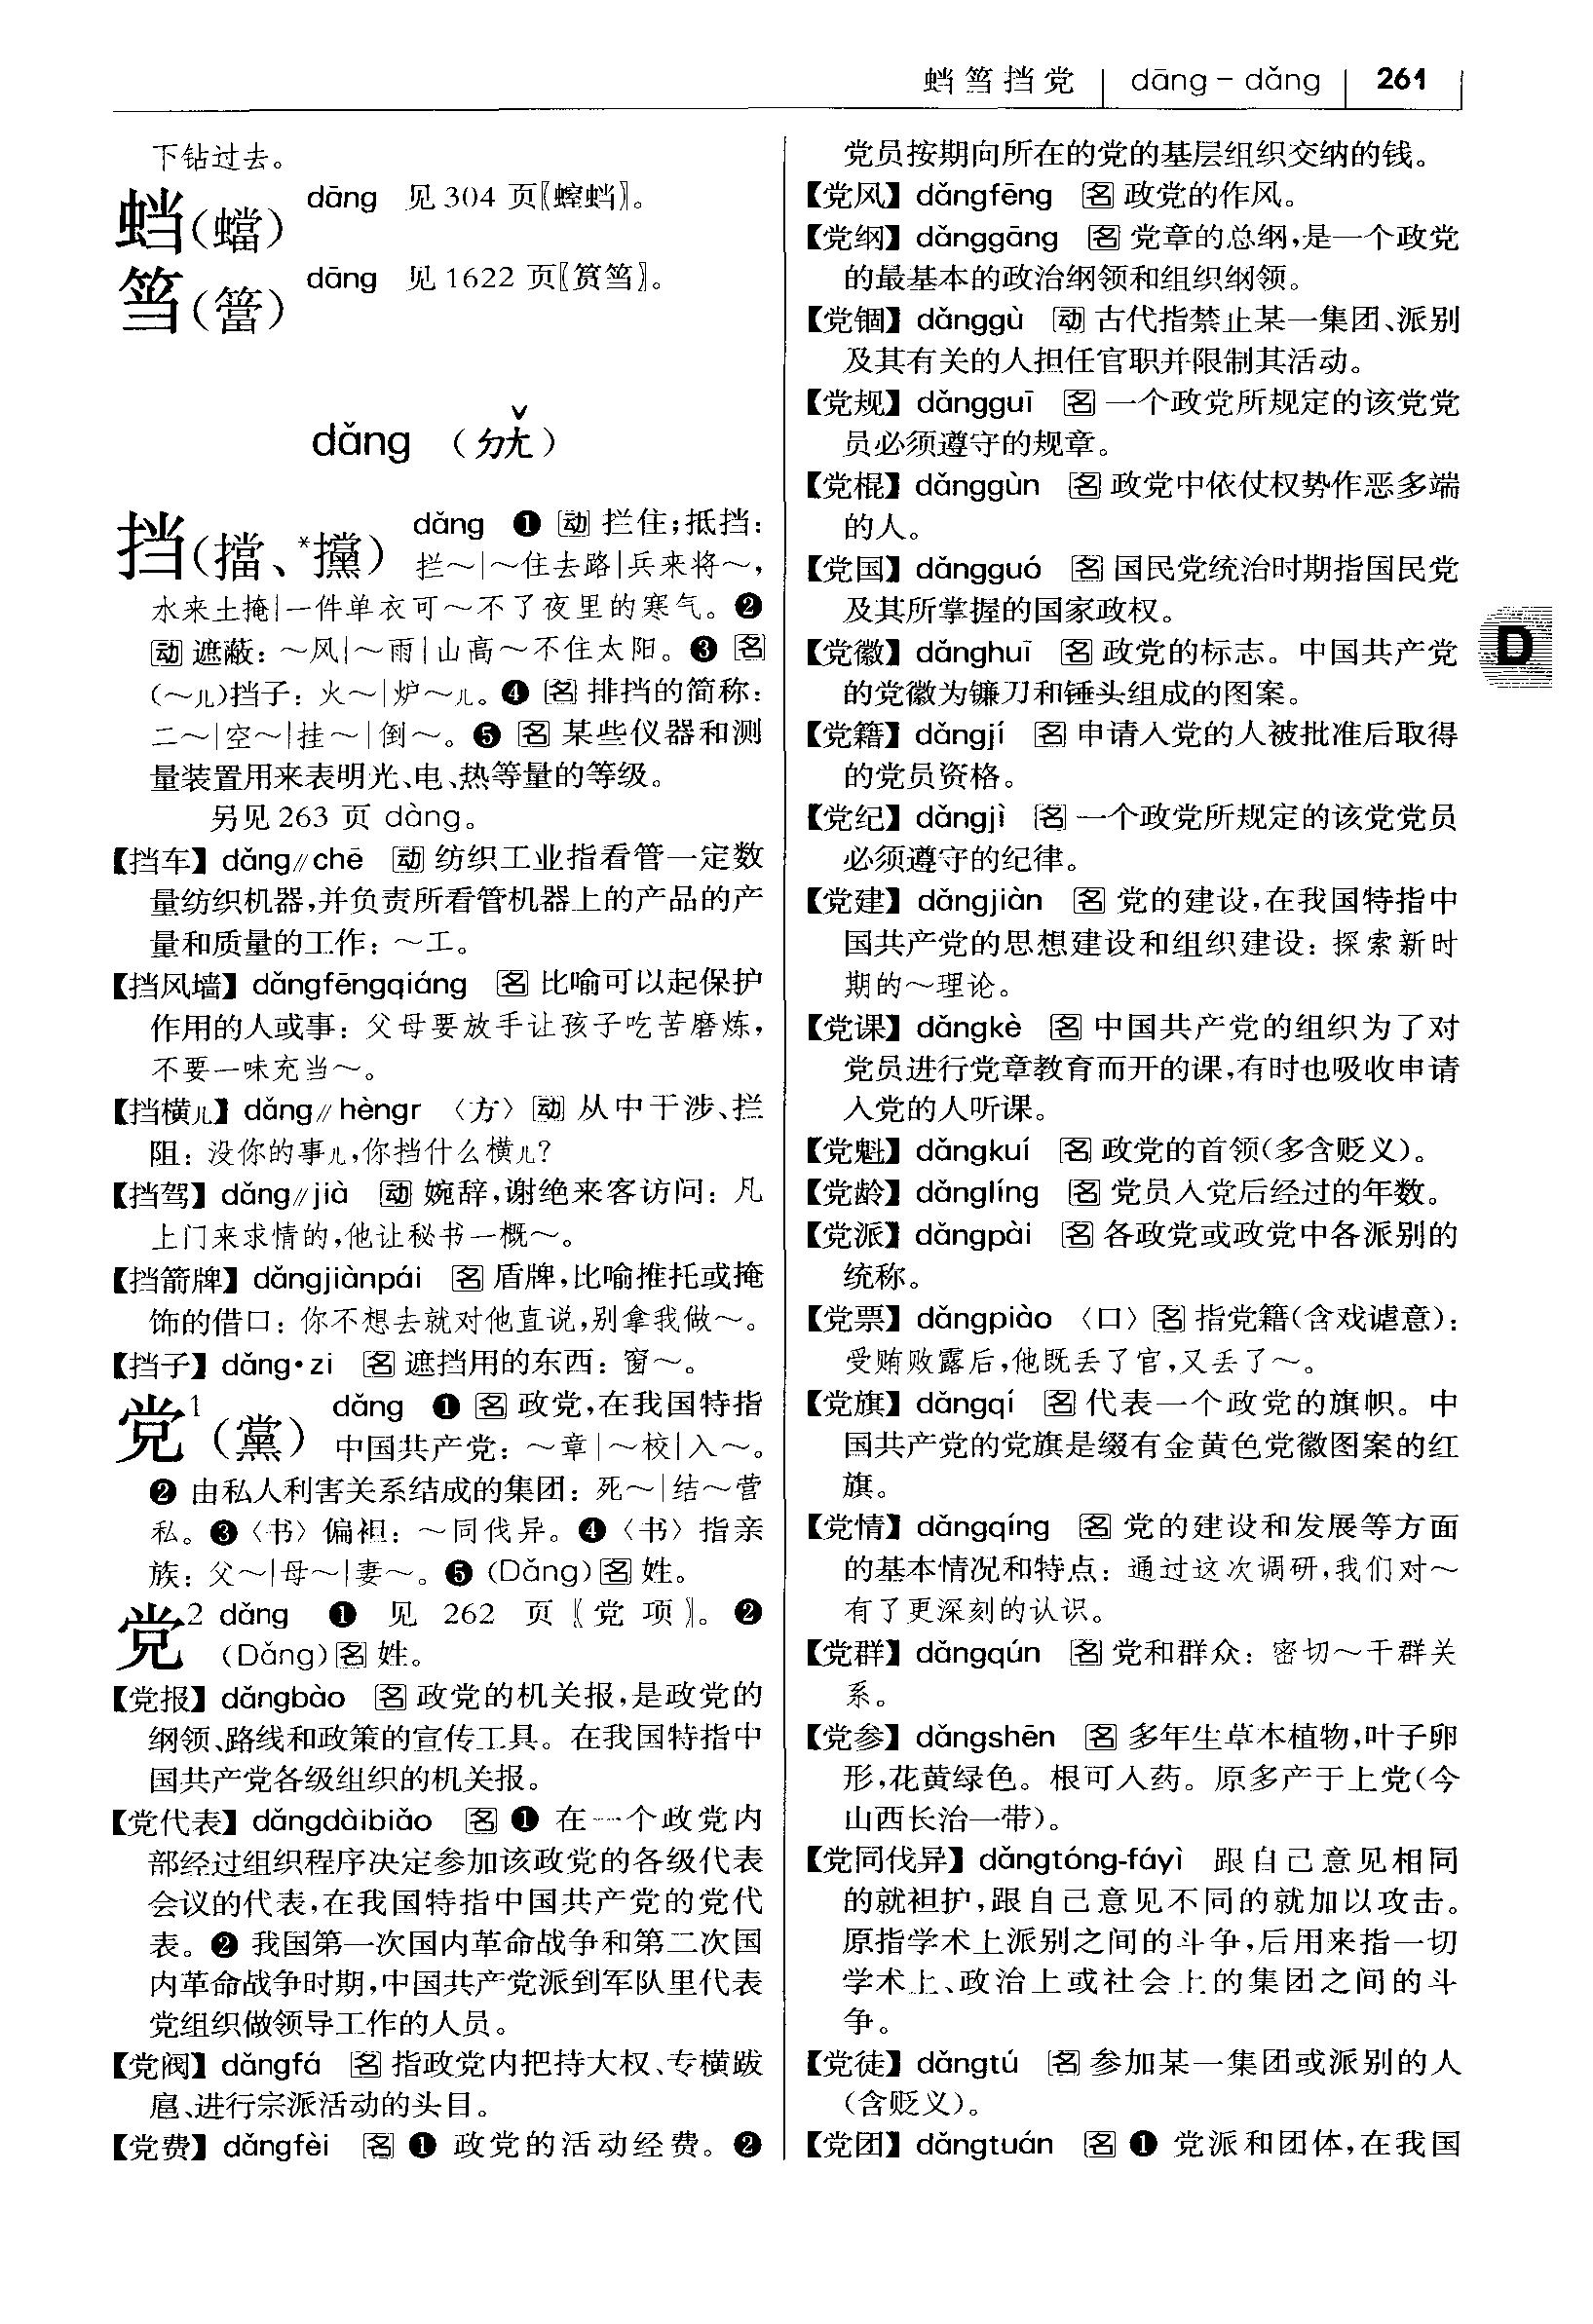 蛸筜挡党 dāng – dǎng 261
下钻过去。
蛸(蟷) dāng 见 304 页〖螳蛸〗。
筜(簹) dāng 见 1622 页〖筼筜〗。
dǎng (ㄉㄤˇ)
挡(擋、*攩) dǎng ❶ 动 拦住;抵挡:
拦～|～住去路|兵来将～,
水来土掩|一件单衣可～不了夜里的寒气。❷
动 遮蔽:～风|～雨|山高～不住太阳。❸ 名
(～儿)挡子:火～|炉～儿。❹ 名 排挡的简称:
二～|空～|挂～|倒～。❺ 名 某些仪器和测
量装置用来表明光、电、热等量的等级。
另见 263 页 dàng。
【挡车】 dǎng//chē 动 纺织工业指看管一定数
量纺织机器,并负责所看管机器上的产品的产
量和质量的工作:～工。
【挡风墙】 dǎngfēngqiáng 名 比喻可以起保护
作用的人或事:父母要放手让孩子吃苦磨炼,
不要一味充当～。
【挡横儿】 dǎng//hèngr 〈方〉 动 从中干涉、拦
阻:没你的事儿,你挡什么横儿?
【挡驾】 dǎng//jià 动 婉辞,谢绝来客访问:凡
上门来求情的,他让秘书一概～。
【挡箭牌】 dǎngjiànpái 名 盾牌,比喻推托或掩
饰的借口:你不想去就对他直说,别拿我做～。
【挡子】 dǎng·zi 名 遮挡用的东西:窗～。
党¹(黨) dǎng ❶ 名 政党,在我国特指
中国共产党:～章|～校|入～。
❷ 由私人利害关系结成的集团:死～|结～营
私。❸〈书〉偏袒:～同伐异。❹〈书〉指亲
族:父～|母～|妻～。❺ (Dǎng) 名 姓。
党² dǎng ❶ 见 262 页〖党项〗。❷
(Dǎng) 名 姓。
【党报】 dǎngbào 名 政党的机关报,是政党的
纲领、路线和政策的宣传工具。在我国特指中
国共产党各级组织的机关报。
【党代表】 dǎngdàibiǎo 名 ❶ 在一个政党内
部经过组织程序决定参加该政党的各级代表
会议的代表,在我国特指中国共产党的党代
表。❷ 我国第一次国内革命战争和第二次国
内革命战争时期,中国共产党派到军队里代表
党组织做领导工作的人员。
【党阀】 dǎngfá 名 指政党内把持大权、专横跋
扈、进行宗派活动的头目。
【党费】 dǎngfèi 名 ❶ 政党的活动经费。❷
党员按期向所在的党的基层组织交纳的钱。
【党风】 dǎngfēng 名 政党的作风。
【党纲】 dǎnggāng 名 党章的总纲,是一个政党
的最基本的政治纲领和组织纲领。
【党锢】 dǎnggù 动 古代指禁止某一集团、派别
及其有关的人担任官职并限制其活动。
【党规】 dǎngguī 名 一个政党所规定的该党党
员必须遵守的规章。
【党棍】 dǎnggùn 名 政党中依仗权势作恶多端
的人。
【党国】 dǎngguó 名 国民党统治时期指国民党
及其所掌握的国家政权。
【党徽】 dǎnghuī 名 政党的标志。中国共产党
的党徽为镰刀和锤头组成的图案。
D
【党籍】 dǎngjí 名 申请入党的人被批准后取得
的党员资格。
【党纪】 dǎngjì 名 一个政党所规定的该党党员
必须遵守的纪律。
【党建】 dǎngjiàn 名 党的建设,在我国特指中
国共产党的思想建设和组织建设:探索新时
期的～理论。
【党课】 dǎngkè 名 中国共产党的组织为了对
党员进行党章教育而开的课,有时也吸收申请
入党的人听课。
【党魁】 dǎngkuí 名 政党的首领(多含贬义)。
【党龄】 dǎnglíng 名 党员入党后经过的年数。
【党派】 dǎngpài 名 各政党或政党中各派别的
统称。
【党票】 dǎngpiào 〈口〉 名 指党籍(含戏谑意):
受贿败露后,他既丢了官,又丢了～。
【党旗】 dǎngqí 名 代表一个政党的旗帜。中
国共产党的党旗是缀有金黄色党徽图案的红
旗。
【党情】 dǎngqíng 名 党的建设和发展等方面
的基本情况和特点:通过这次调研,我们对～
有了更深刻的认识。
【党群】 dǎngqún 名 党和群众:密切～干群关
系。
【党参】 dǎngshēn 名 多年生草本植物,叶子卵
形,花黄绿色。根可入药。原多产于上党(今
山西长治一带)。
【党同伐异】 dǎngtóng-fáyì 跟自己意见相同
的就袒护,跟自己意见不同的就加以攻击。
原指学术上派别之间的斗争,后用来指一切
学术上、政治上或社会上的集团之间的斗
争。
【党徒】 dǎngtú 名 参加某一集团或派别的人
(含贬义)。
【党团】 dǎngtuán 名 ❶ 党派和团体,在我国